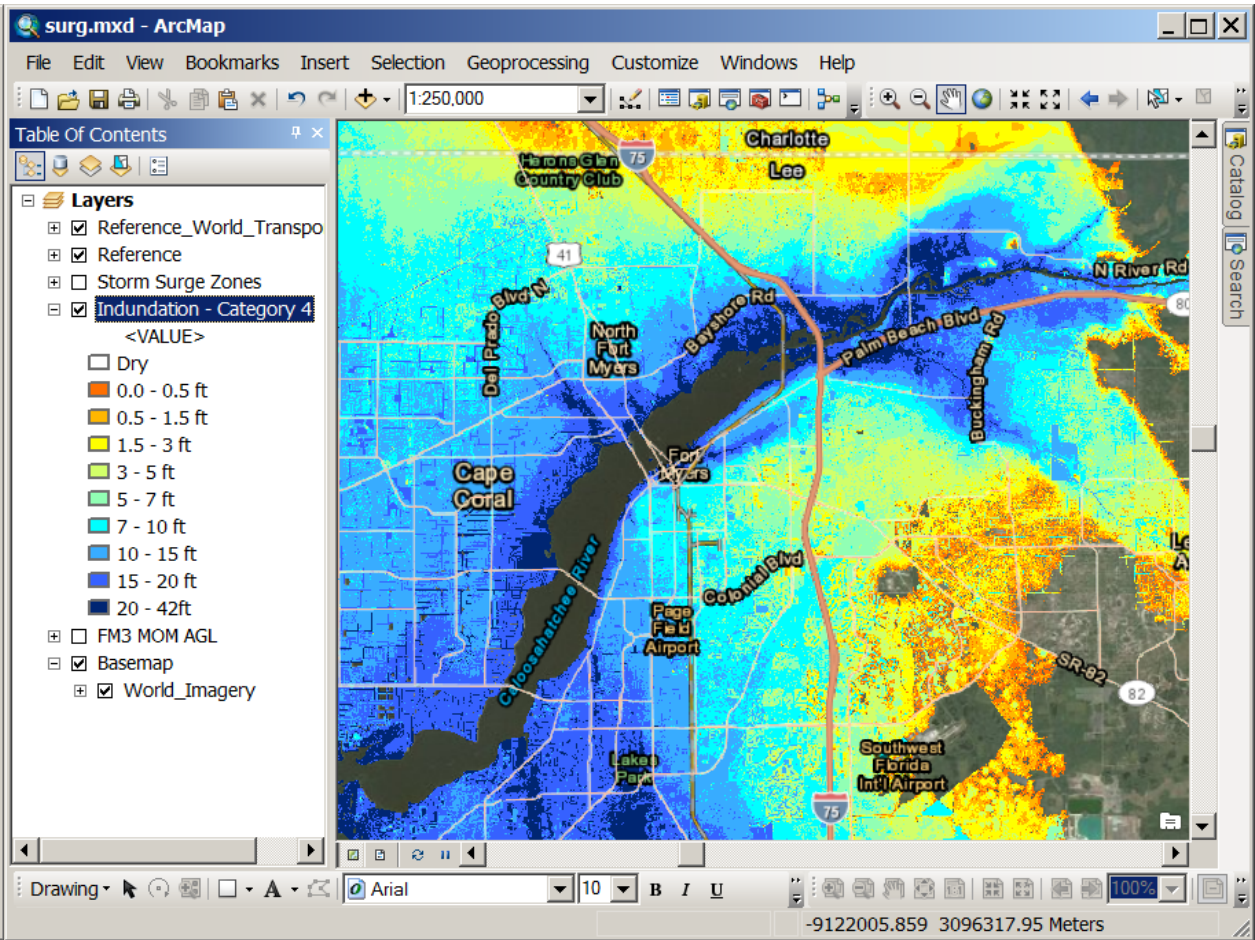 surg.mxd - ArcMap
File Edit View Bookmarks Insert Selection Geoprocessing Customize Windows Help
1:250,000
Table Of Contents
Layers
Reference_World_Transpo
Reference
Storm Surge Zones
Indundation - Category 4
<VALUE>
Dry
0.0 - 0.5 ft
0.5 - 1.5 ft
1.5 - 3 ft
3 - 5 ft
5 - 7 ft
7 - 10 ft
10 - 15 ft
15 - 20 ft
20 - 42ft
FM3 MOM AGL
Basemap
World_Imagery
Charlotte
Lee
Herons Glen
Country Club
75
41
N River Rd
80
Del Prado Blvd N
Bayshore Rd
North
Fort
Myers
Palm Beach Blvd
Buckingham Rd
Fort
Myers
Cape
Coral
Caloosahatchee River
Colonial Blvd
Page
Field
Airport
Le
A
SR-82
82
Lakes
Park
Southwest
Florida
Int'l Airport
75
Catalog
Search
Drawing
A
Arial
10
B I U
1:1
100%
-9122005.859 3096317.95 Meters